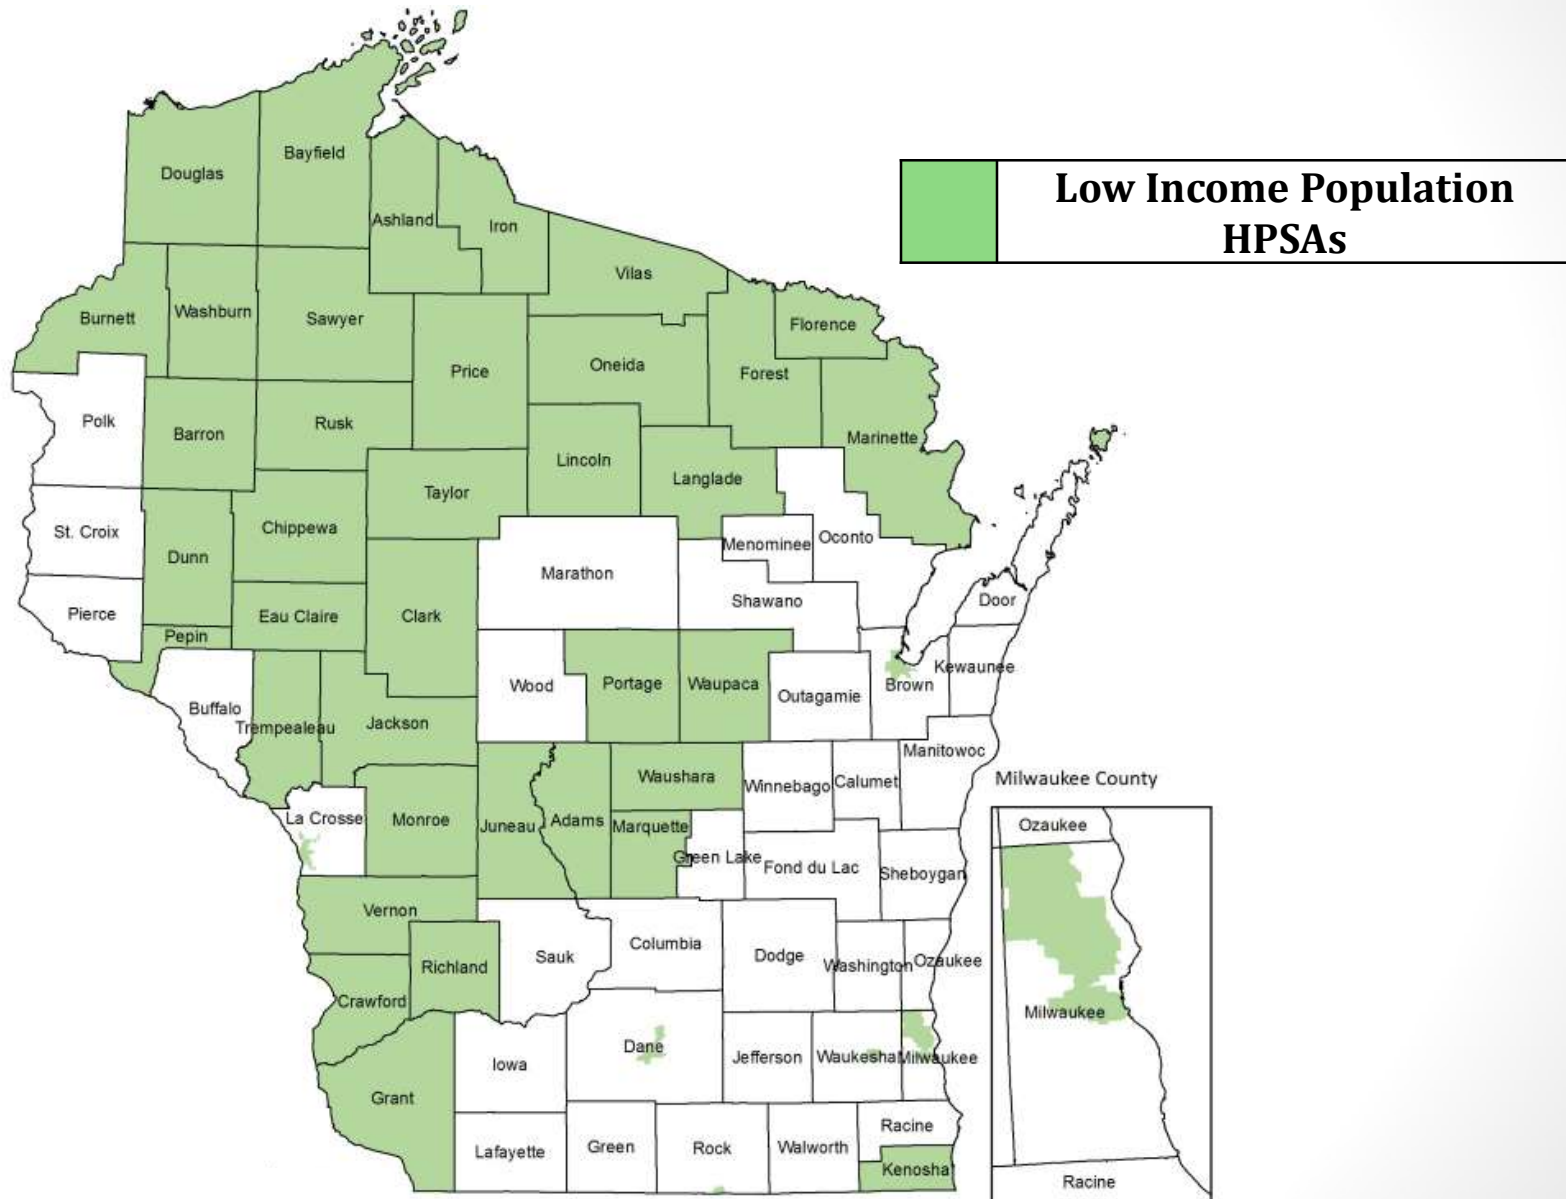 Low Income Population
HPSAs
Bayfield
Douglas
Ashland
Iron
Vilas
Burnett
Washburn
Sawyer
Florence
Price
Oneida
Forest
Polk
Barron
Rusk
Marinette
Lincoln
Langlade
Taylor
St. Croix
Chippewa
Dunn
Menominee
Oconto
Marathon
Shawano
Door
Pierce
Eau Claire
Clark
Pepin
Kewaunee
Wood
Portage
Waupaca
Outagamie
Brown
Buffalo
Trempealeau
Jackson
Manitowoc
Waushara
Winnebago
Calumet
Milwaukee County
La Crosse
Monroe
Juneau
Adams
Marquette
Green Lake
Fond du Lac
Sheboygan
Ozaukee
Vernon
Richland
Sauk
Columbia
Dodge
Washington
Ozaukee
Crawford
Milwaukee
Iowa
Dane
Jefferson
Waukesha
Milwaukee
Grant
Lafayette
Green
Rock
Walworth
Racine
Kenosha
Racine